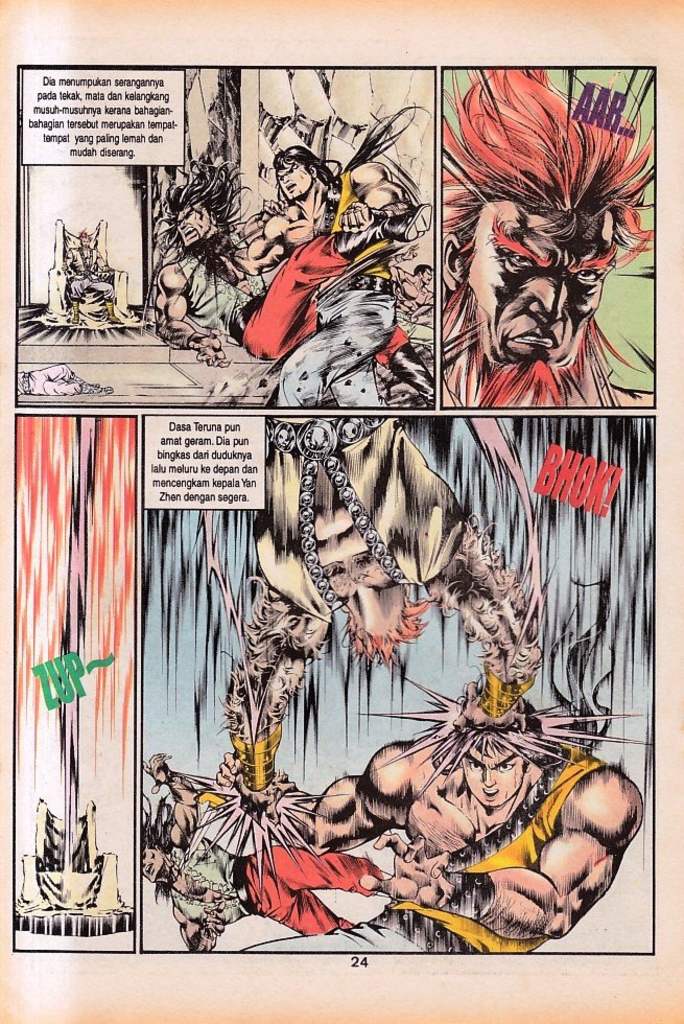 Dia menumpukan serangannya
pada tekak, mata dan kelangkang
musuh-musuhnya kerana bahagian-
bahagian tersebut merupakan tempat-
tempat yang paling lemah dan
mudah diserang.
AAR...
Dasa Teruna pun
amat geram. Dia pun
bingkas dari duduknya
lalu meluru ke depan dan
mencengkam kepala Yan
Zhen dengan segera.
BHOK!
ZUP~
24